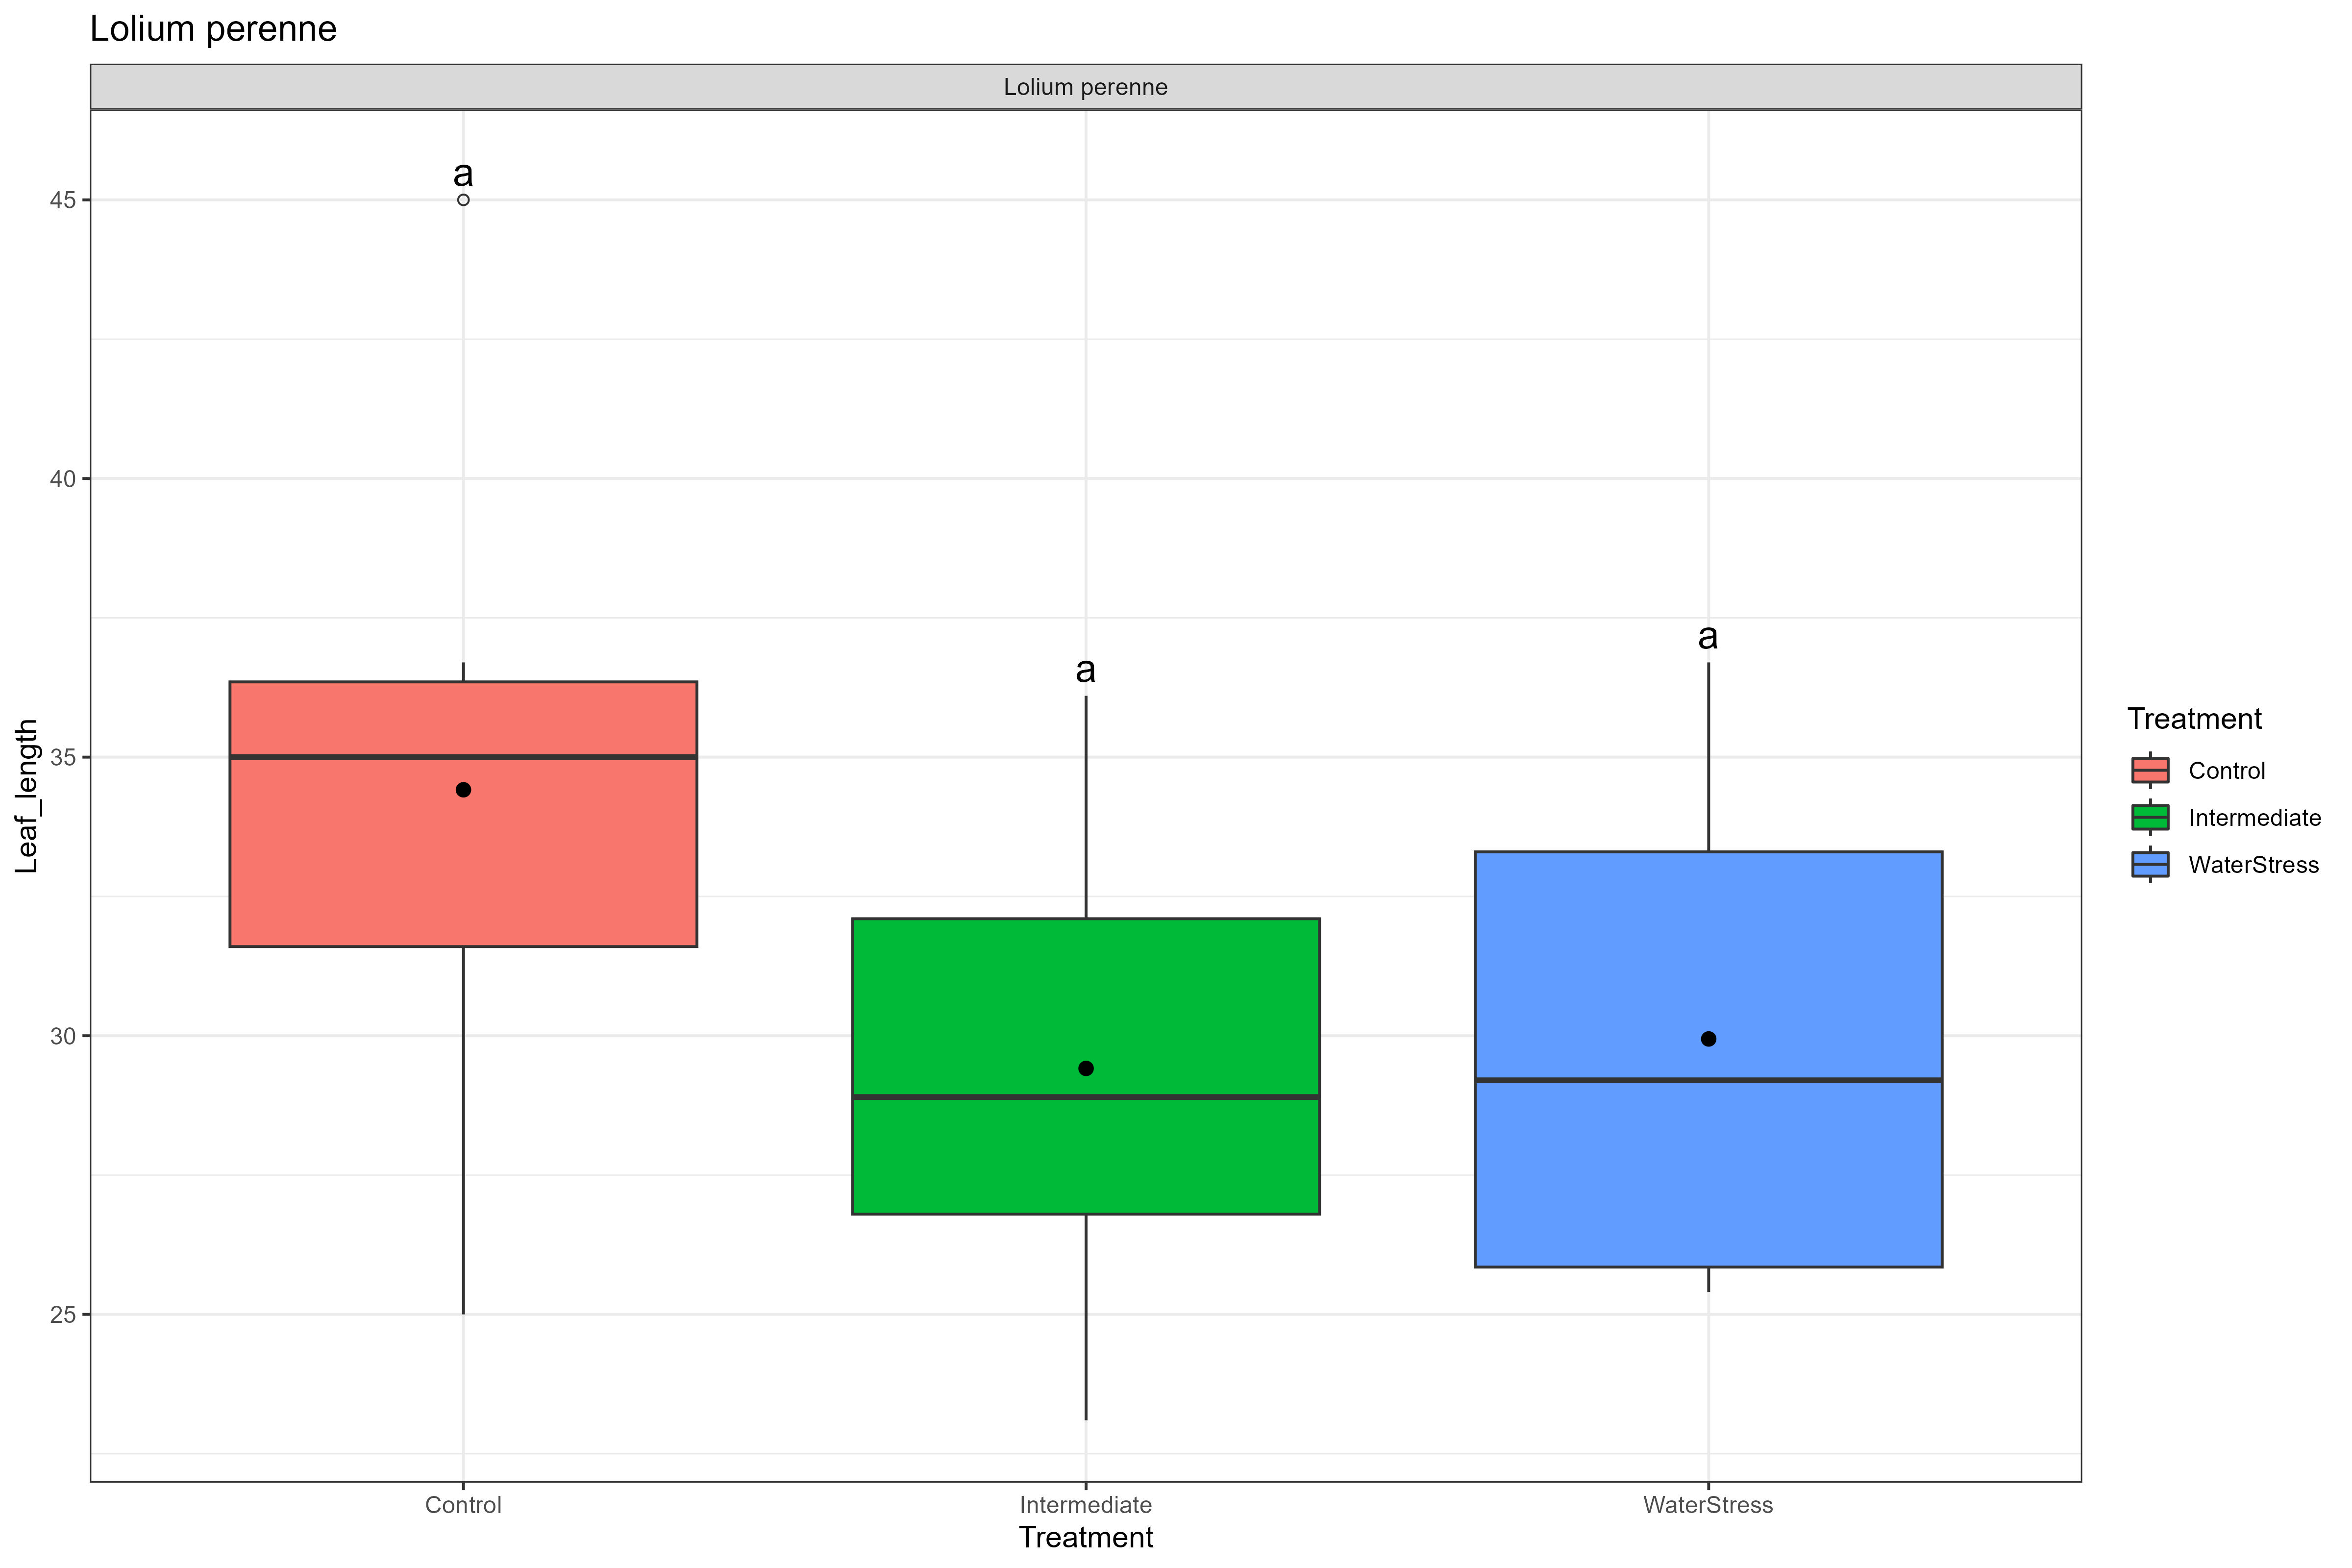 Lolium perenne
Lolium perenne
a
a
a
45
40
35
30
25
Leaf_length
Control
Intermediate
WaterStress
Treatment
Treatment
Control
Intermediate
WaterStress